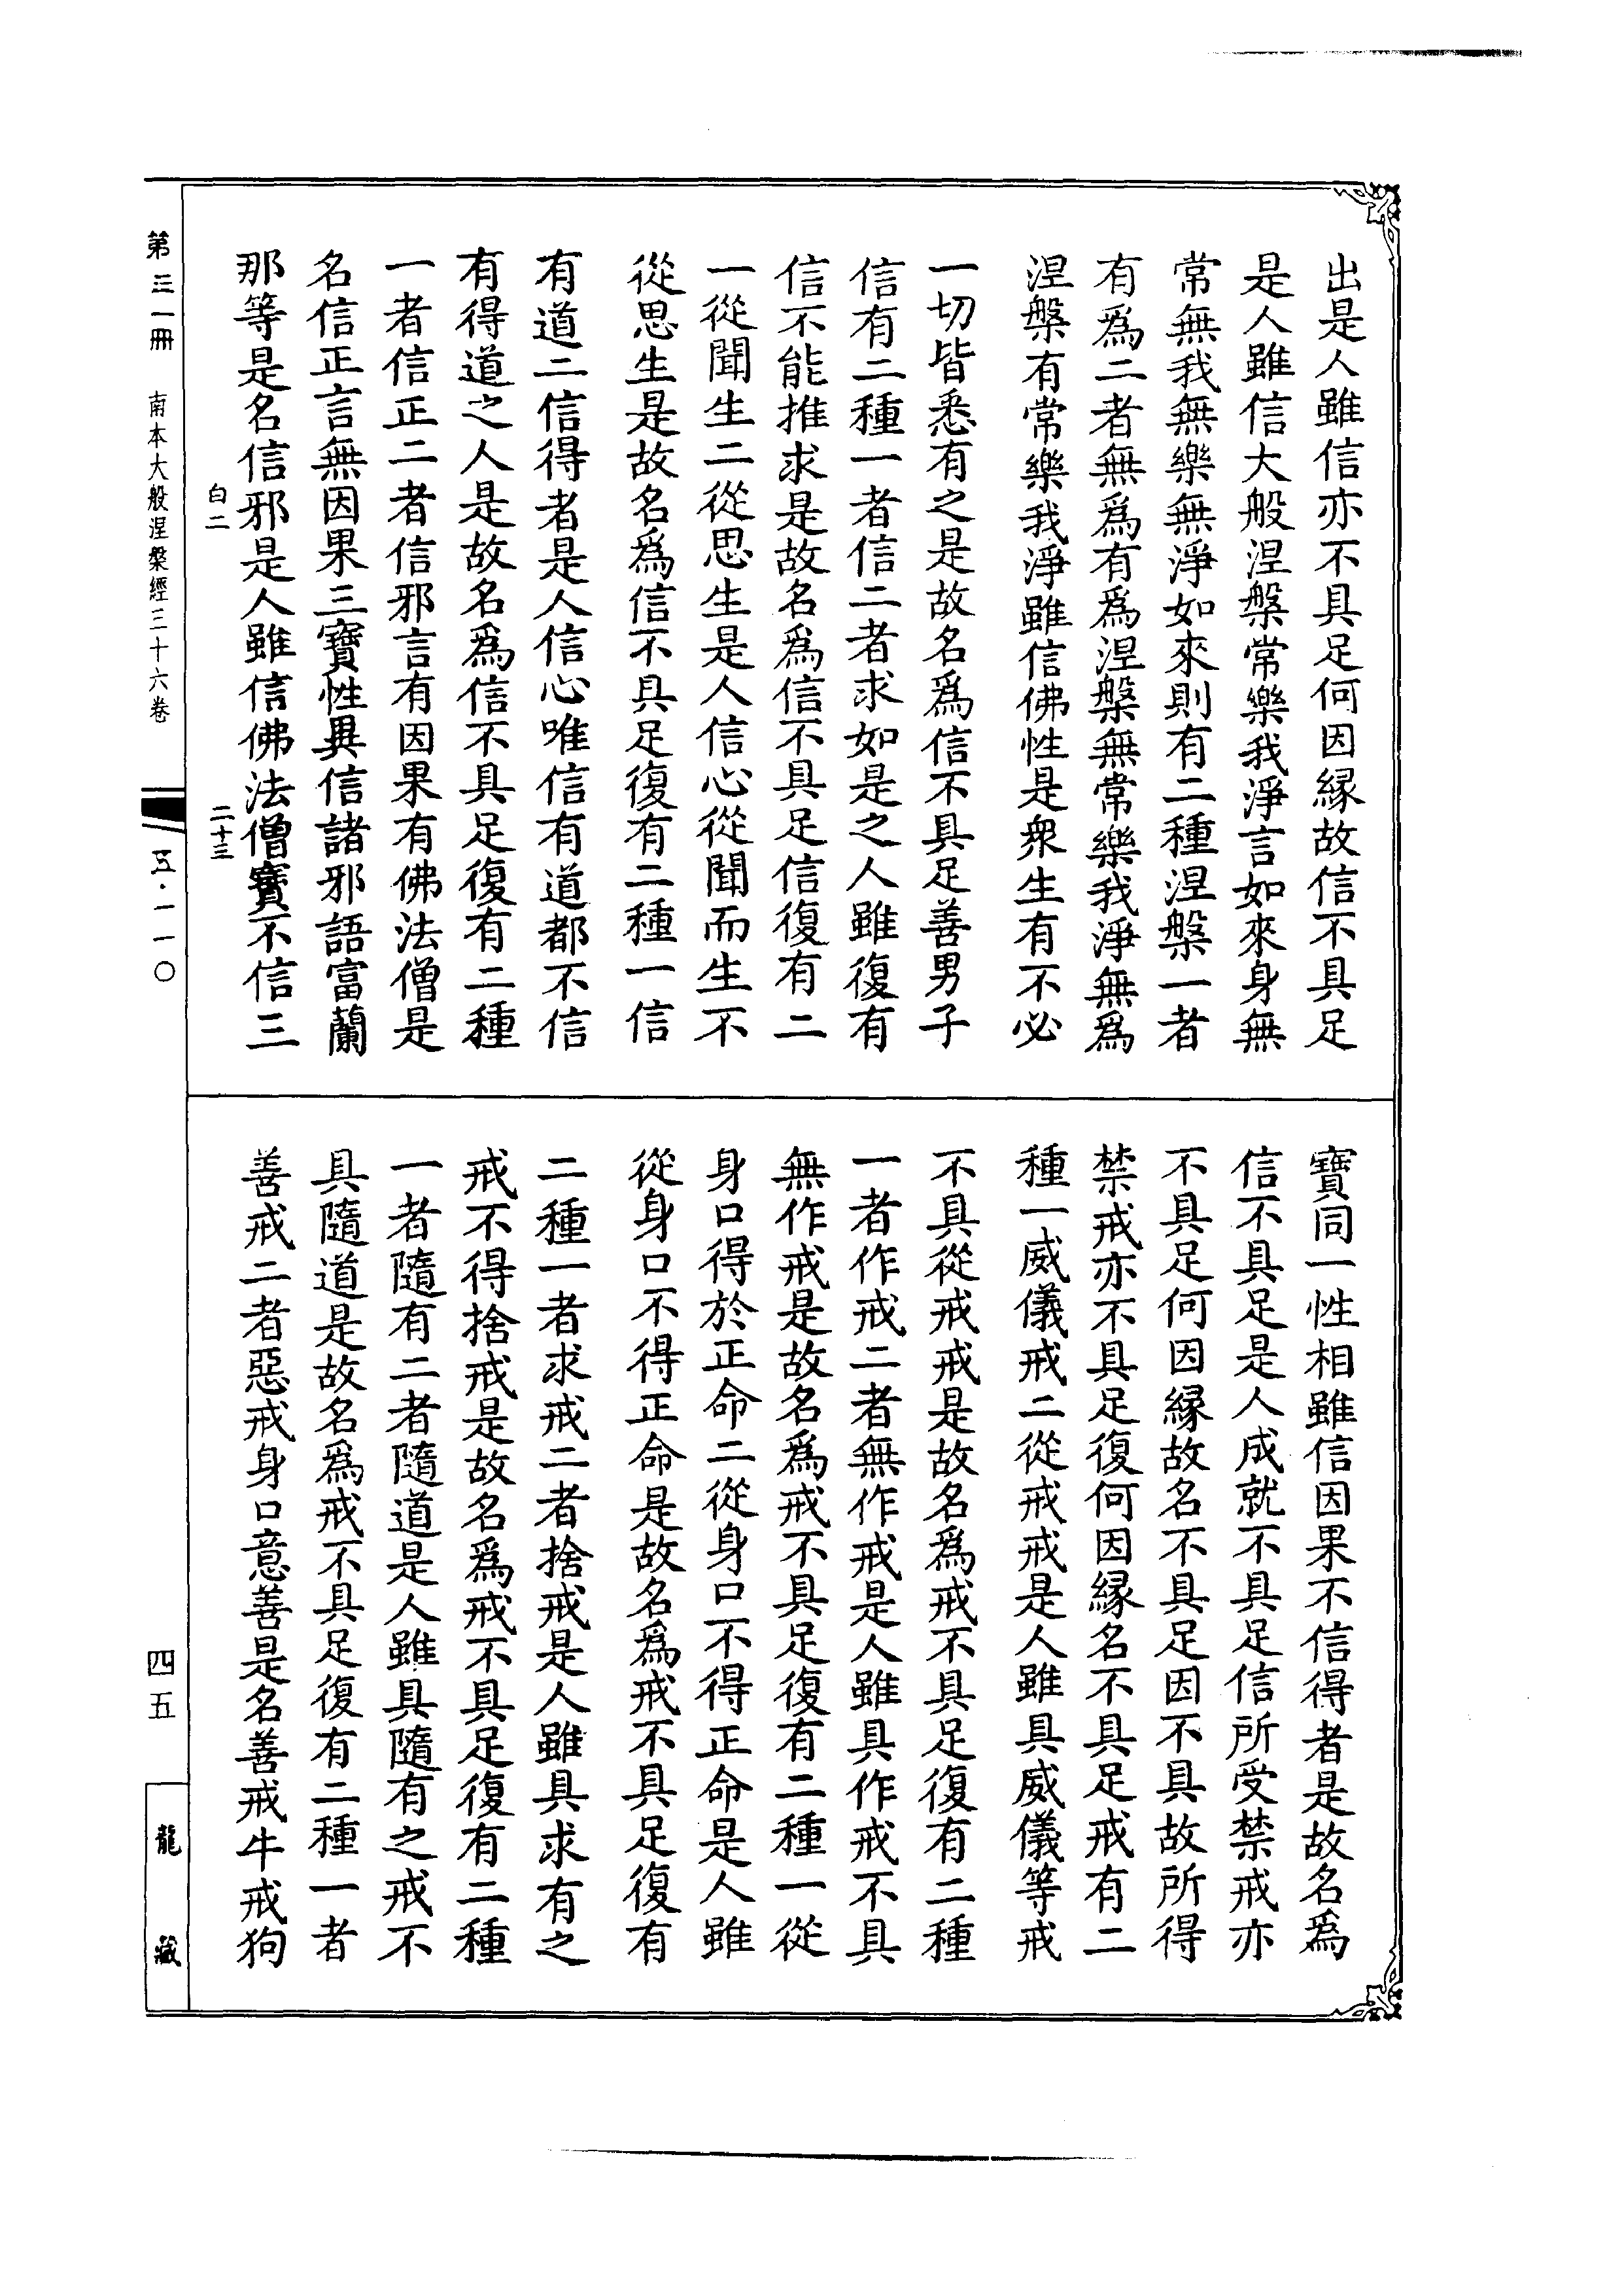 出是人雖信亦不具足何因縁故信不具足
是人雖信大般涅槃常樂我淨言如來身無
常無我無樂無淨如來則有二種涅槃一者
有爲二者無爲有爲涅槃無常樂我淨無爲
涅槃有常樂我淨雖信佛性是衆生有不必
一切皆悉有之是故名爲信不具足善男子
信有二種一者信二者求如是之人雖復有
信不能推求是故名爲信不具足信復有二
一從聞生二從思生是人信心從聞而生不
從思生是故名爲信不具足復有二種一信
有道二信得者是人信心唯信有道都不信
有得道之人是故名爲信不具足復有二種
一者信正二者信邪言有因果有佛法僧是
名信正言無因果三寶性異信諸邪語富蘭
那等是名信邪是人雖信佛法僧寶不信三
白二
二十三
寶同一性相雖信因果不信得者是故名爲
信不具足是人成就不具足信所受禁戒亦
不具足何因縁故名不具足因不具故所得
禁戒亦不具足復何因縁名不具足戒有二
種一威儀戒二從戒戒是人雖具威儀等戒
不具從戒戒是故名爲戒不具足復有二種
一者作戒二者無作戒是人雖具作戒不具
無作戒是故名爲戒不具足復有二種一從
身口得於正命二從身口不得正命是人雖
從身口不得正命是故名爲戒不具足復有
二種一者求戒二者捨戒是人雖具求有之
戒不得捨戒是故名爲戒不具足復有二種
一者隨有二者隨道是人雖具隨有之戒不
具隨道是故名爲戒不具足復有二種一者
善戒二者惡戒身口意善是名善戒牛戒狗
第三一冊 南本大般涅槃經三十六卷 五·一一〇
四五
龍藏